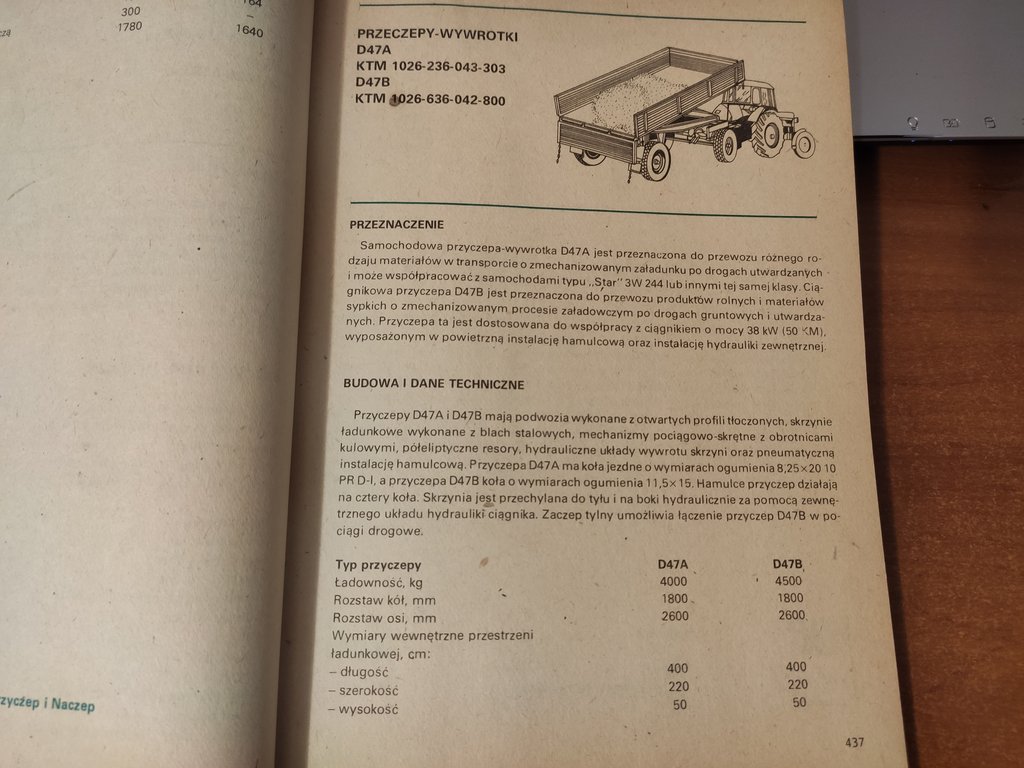 300
1780
164
–
1640
zyczep i Naczep
PRZECZEPY-WYWROTKI
D47A
KTM 1026-236-043-303
D47B
KTM 1026-636-042-800
PRZEZNACZENIE
Samochodowa przyczepa-wywrotka D47A jest przeznaczona do przewozu różnego ro-
dzaju materiałów w transporcie o zmechanizowanym załadunku po drogach utwardzanych
i może współpracować z samochodami typu „Star" 3W 244 lub innymi tej samej klasy. Cią-
gnikowa przyczepa D47B jest przeznaczona do przewozu produktów rolnych i materiałów
sypkich o zmechanizowanym procesie załadowczym po drogach gruntowych i utwardza-
nych. Przyczepa ta jest dostosowana do współpracy z ciągnikiem o mocy 38 kW (50 KM),
wyposażonym w powietrzną instalację hamulcową oraz instalację hydrauliki zewnętrznej.
BUDOWA I DANE TECHNICZNE
Przyczepy D47A i D47B mają podwozia wykonane z otwartych profili tłoczonych, skrzynie
ładunkowe wykonane z blach stalowych, mechanizmy pociągowo-skrętne z obrotnicami
kulowymi, półeliptyczne resory, hydrauliczne układy wywrotu skrzyni oraz pneumatyczną
instalację hamulcową. Przyczepa D47A ma koła jezdne o wymiarach ogumienia 8,25×20 10
PR D-I, a przyczepa D47B koła o wymiarach ogumienia 11,5×15. Hamulce przyczep działają
na cztery koła. Skrzynia jest przechylana do tyłu i na boki hydraulicznie za pomocą zewnę-
trznego układu hydrauliki ciągnika. Zaczep tylny umożliwia łączenie przyczep D47B w po-
ciągi drogowe.
Typ przyczepy D47A D47B
Ładowność, kg 4000 4500
Rozstaw kół, mm 1800 1800
Rozstaw osi, mm 2600 2600
Wymiary wewnętrzne przestrzeni
ładunkowej, cm:
– długość 400 400
– szerokość 220 220
– wysokość 50 50
437